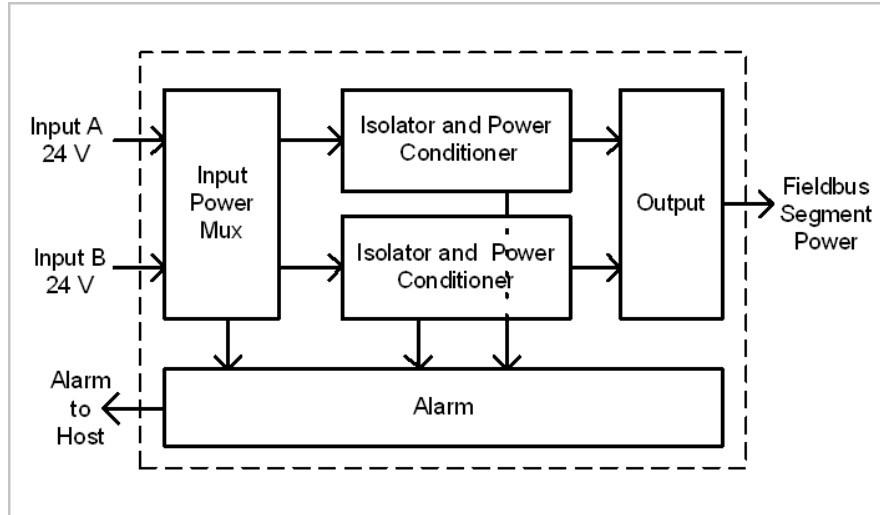 Input A
24 V
Input B
24 V
Input
Power
Mux
Isolator and Power
Conditioner
Isolator and Power
Conditioner
Output
Fieldbus
Segment
Power
Alarm
to
Host
Alarm